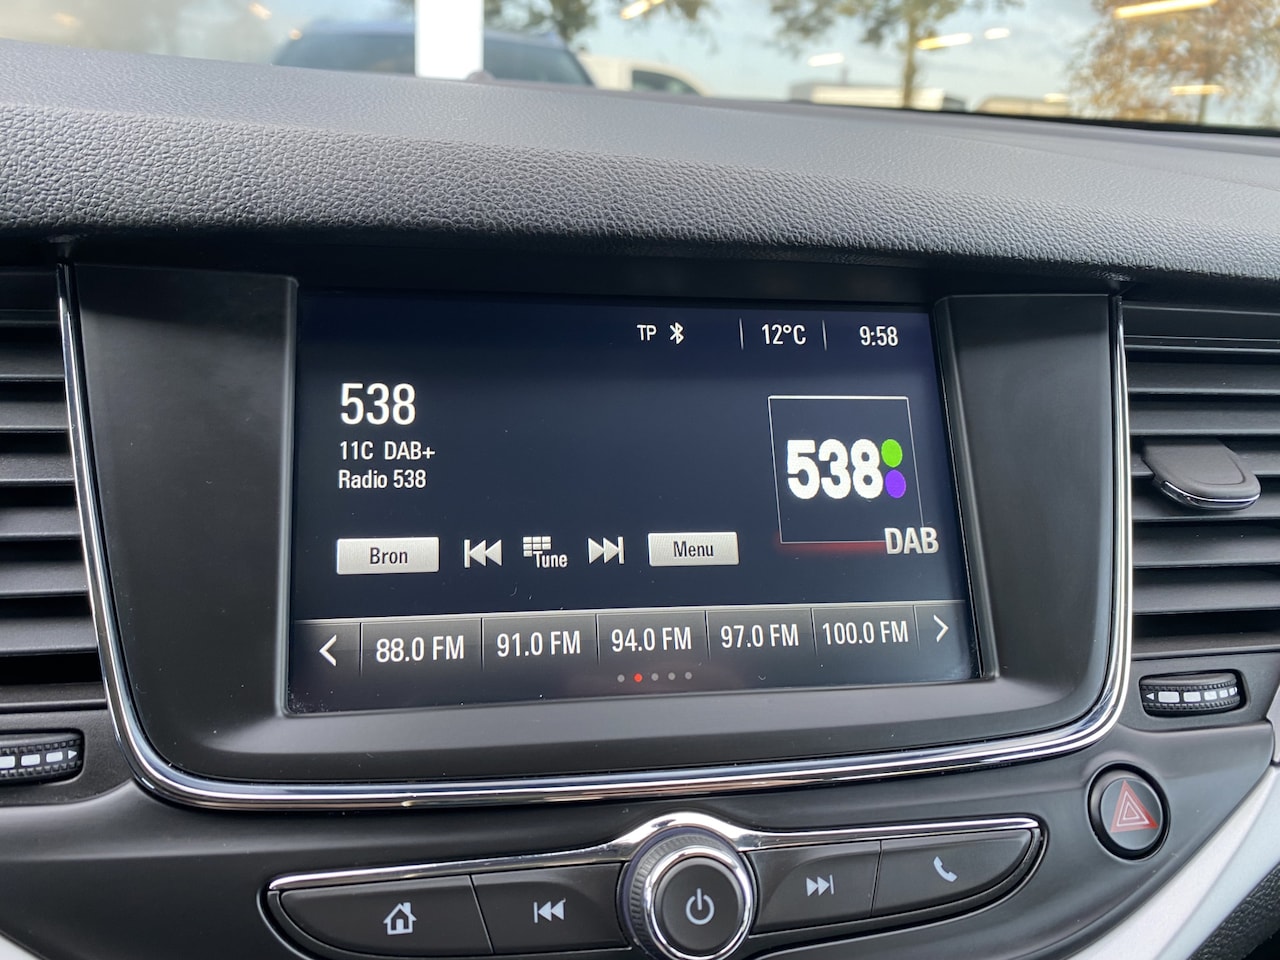 TP 12°C 9:58
538
11C DAB+
Radio 538
538
DAB
Bron Tune Menu
88.0 FM 91.0 FM 94.0 FM 97.0 FM 100.0 FM